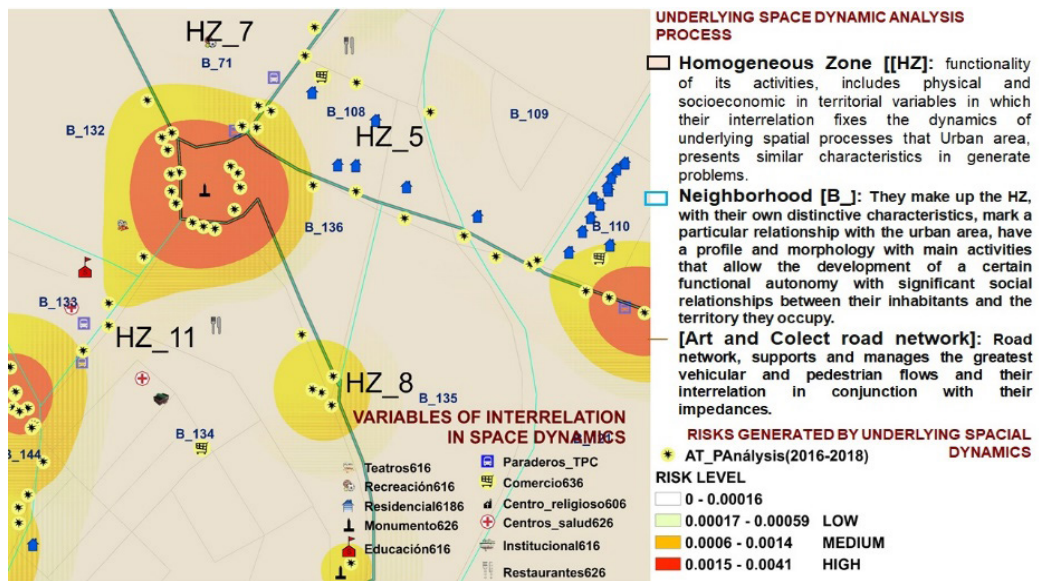 HZ_7
B_71
B_132
B_108
B_109
HZ_5
B_136
B_110
B_133
HZ_11
HZ_8
B_135
B_134
B_144
VARIABLES OF INTERRELATION
IN SPACE DYNAMICS
Teatros616
Recreación616
Residencial6186
Monumento626
Educación616
Paraderos_TPC
Comercio636
Centro_religioso606
Centros_salud626
Institucional616
Restaurantes626
UNDERLYING SPACE DYNAMIC ANALYSIS
PROCESS
Homogeneous Zone [[HZ]: functionality
of its activities, includes physical and
socioeconomic in territorial variables in which
their interrelation fixes the dynamics of
underlying spatial processes that Urban area,
presents similar characteristics in generate
problems.
Neighborhood [B_]: They make up the HZ,
with their own distinctive characteristics, mark a
particular relationship with the urban area, have
a profile and morphology with main activities
that allow the development of a certain
functional autonomy with significant social
relationships between their inhabitants and the
territory they occupy.
[Art and Colect road network]: Road
network, supports and manages the greatest
vehicular and pedestrian flows and their
interrelation in conjunction with their
impedances.
RISKS GENERATED BY UNDERLYING SPACIAL
DYNAMICS
AT_PAnálysis(2016-2018)
RISK LEVEL
0 - 0.00016
0.00017 - 0.00059 LOW
0.0006 - 0.0014 MEDIUM
0.0015 - 0.0041 HIGH